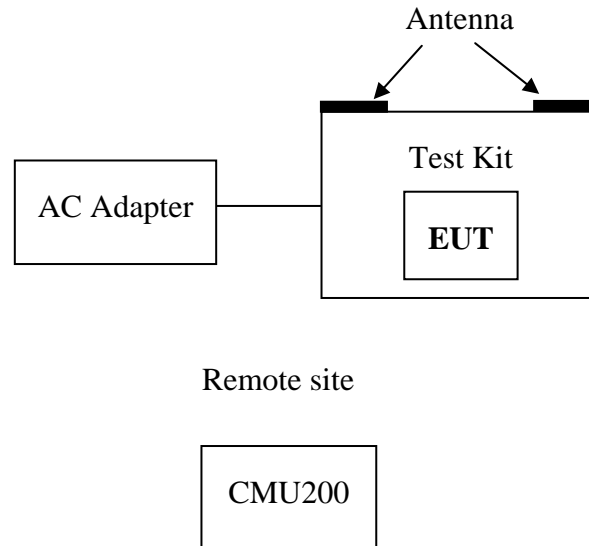 Antenna
Test Kit
AC Adapter
EUT
Remote site
CMU200